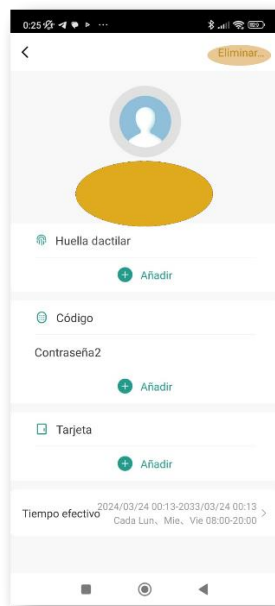 0:25
Eliminar...
Huella dactilar
Añadir
Código
Contraseña2
Añadir
Tarjeta
Añadir
Tiempo efectivo 2024/03/24 00:13-2033/03/24 00:13
Cada Lun、Mie、Vie 08:00-20:00